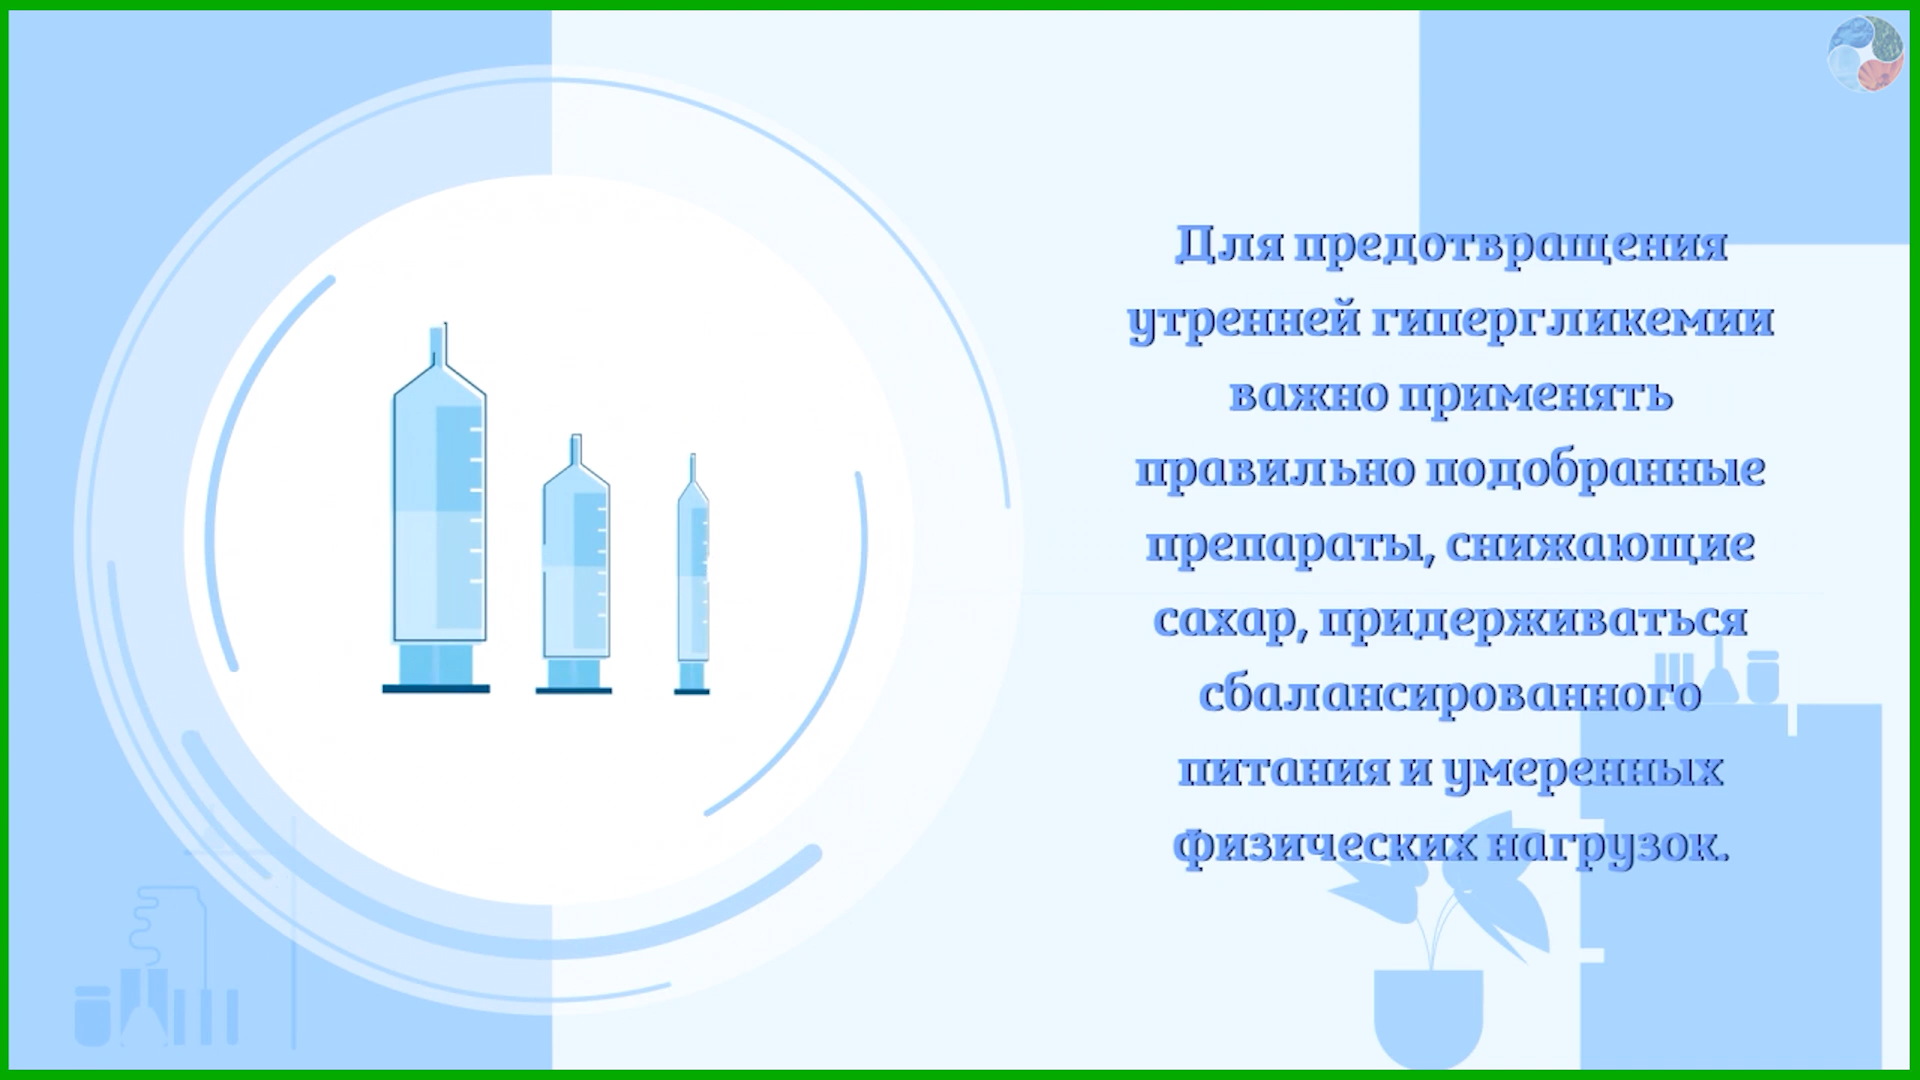 Для предотвращения
утренней гипергликемии
важно применять
правильно подобранные
препараты, снижающие
сахар, придерживаться
сбалансированного
питания и умеренных
физических нагрузок.